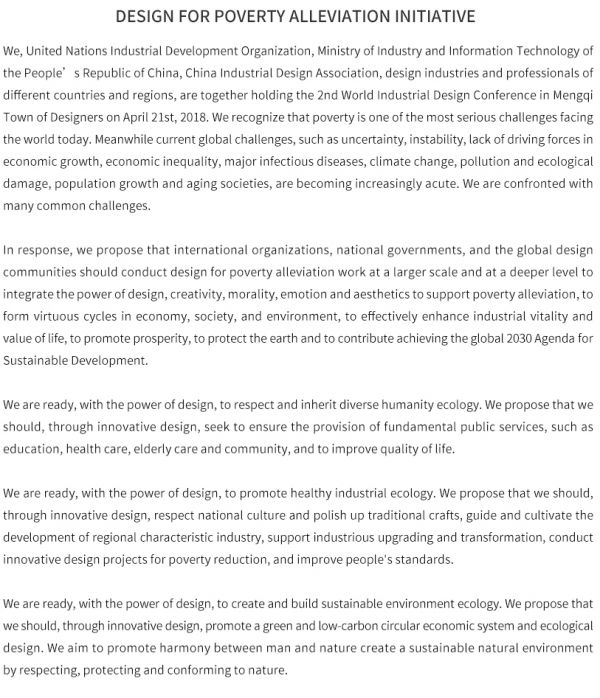 DESIGN FOR POVERTY ALLEVIATION INITIATIVE
We, United Nations Industrial Development Organization, Ministry of Industry and Information Technology of
the People’s Republic of China, China Industrial Design Association, design industries and professionals of
different countries and regions, are together holding the 2nd World Industrial Design Conference in Mengqi
Town of Designers on April 21st, 2018. We recognize that poverty is one of the most serious challenges facing
the world today. Meanwhile current global challenges, such as uncertainty, instability, lack of driving forces in
economic growth, economic inequality, major infectious diseases, climate change, pollution and ecological
damage, population growth and aging societies, are becoming increasingly acute. We are confronted with
many common challenges.
In response, we propose that international organizations, national governments, and the global design
communities should conduct design for poverty alleviation work at a larger scale and at a deeper level to
integrate the power of design, creativity, morality, emotion and aesthetics to support poverty alleviation, to
form virtuous cycles in economy, society, and environment, to effectively enhance industrial vitality and
value of life, to promote prosperity, to protect the earth and to contribute achieving the global 2030 Agenda for
Sustainable Development.
We are ready, with the power of design, to respect and inherit diverse humanity ecology. We propose that we
should, through innovative design, seek to ensure the provision of fundamental public services, such as
education, health care, elderly care and community, and to improve quality of life.
We are ready, with the power of design, to promote healthy industrial ecology. We propose that we should,
through innovative design, respect national culture and polish up traditional crafts, guide and cultivate the
development of regional characteristic industry, support industrious upgrading and transformation, conduct
innovative design projects for poverty reduction, and improve people's standards.
We are ready, with the power of design, to create and build sustainable environment ecology. We propose that
we should, through innovative design, promote a green and low-carbon circular economic system and ecological
design. We aim to promote harmony between man and nature create a sustainable natural environment
by respecting, protecting and conforming to nature.